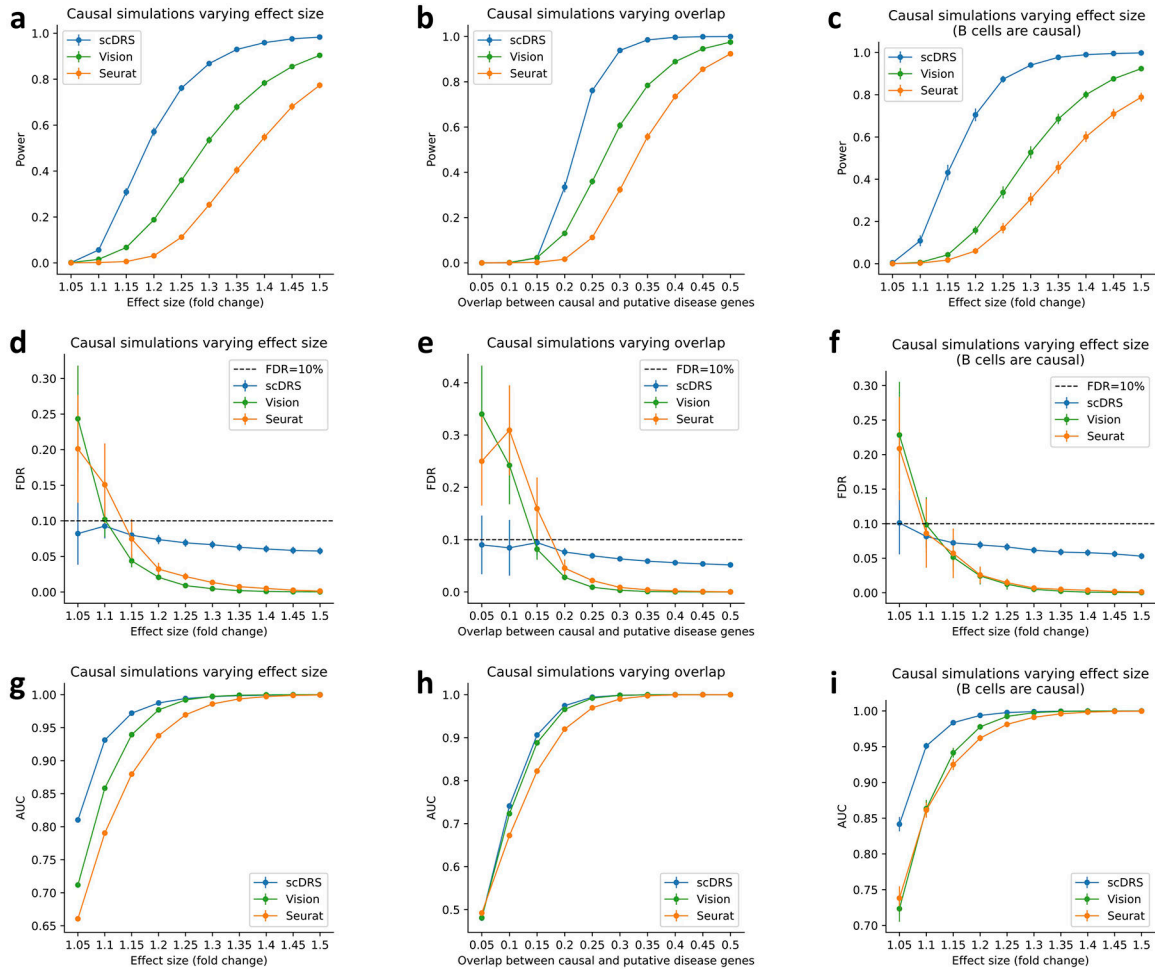 a
Causal simulations varying effect size
1.0
0.8
0.6
0.4
0.2
0.0
Power
scDRS
Vision
Seurat
1.05 1.1 1.15 1.2 1.25 1.3 1.35 1.4 1.45 1.5
Effect size (fold change)
b
Causal simulations varying overlap
1.0
0.8
0.6
0.4
0.2
0.0
Power
scDRS
Vision
Seurat
0.05 0.1 0.15 0.2 0.25 0.3 0.35 0.4 0.45 0.5
Overlap between causal and putative disease genes
c
Causal simulations varying effect size
(B cells are causal)
1.0
0.8
0.6
0.4
0.2
0.0
Power
scDRS
Vision
Seurat
1.05 1.1 1.15 1.2 1.25 1.3 1.35 1.4 1.45 1.5
Effect size (fold change)
d
Causal simulations varying effect size
0.30
0.25
0.20
0.15
0.10
0.05
0.00
FDR
FDR=10%
scDRS
Vision
Seurat
1.05 1.1 1.15 1.2 1.25 1.3 1.35 1.4 1.45 1.5
Effect size (fold change)
e
Causal simulations varying overlap
0.4
0.3
0.2
0.1
0.0
FDR
FDR=10%
scDRS
Vision
Seurat
0.05 0.1 0.15 0.2 0.25 0.3 0.35 0.4 0.45 0.5
Overlap between causal and putative disease genes
f
Causal simulations varying effect size
(B cells are causal)
0.30
0.25
0.20
0.15
0.10
0.05
0.00
FDR
FDR=10%
scDRS
Vision
Seurat
1.05 1.1 1.15 1.2 1.25 1.3 1.35 1.4 1.45 1.5
Effect size (fold change)
g
Causal simulations varying effect size
1.00
0.95
0.90
0.85
0.80
0.75
0.70
0.65
AUC
scDRS
Vision
Seurat
1.05 1.1 1.15 1.2 1.25 1.3 1.35 1.4 1.45 1.5
Effect size (fold change)
h
Causal simulations varying overlap
1.0
0.9
0.8
0.7
0.6
0.5
AUC
scDRS
Vision
Seurat
0.05 0.1 0.15 0.2 0.25 0.3 0.35 0.4 0.45 0.5
Overlap between causal and putative disease genes
i
Causal simulations varying effect size
(B cells are causal)
1.00
0.95
0.90
0.85
0.80
0.75
0.70
AUC
scDRS
Vision
Seurat
1.05 1.1 1.15 1.2 1.25 1.3 1.35 1.4 1.45 1.5
Effect size (fold change)